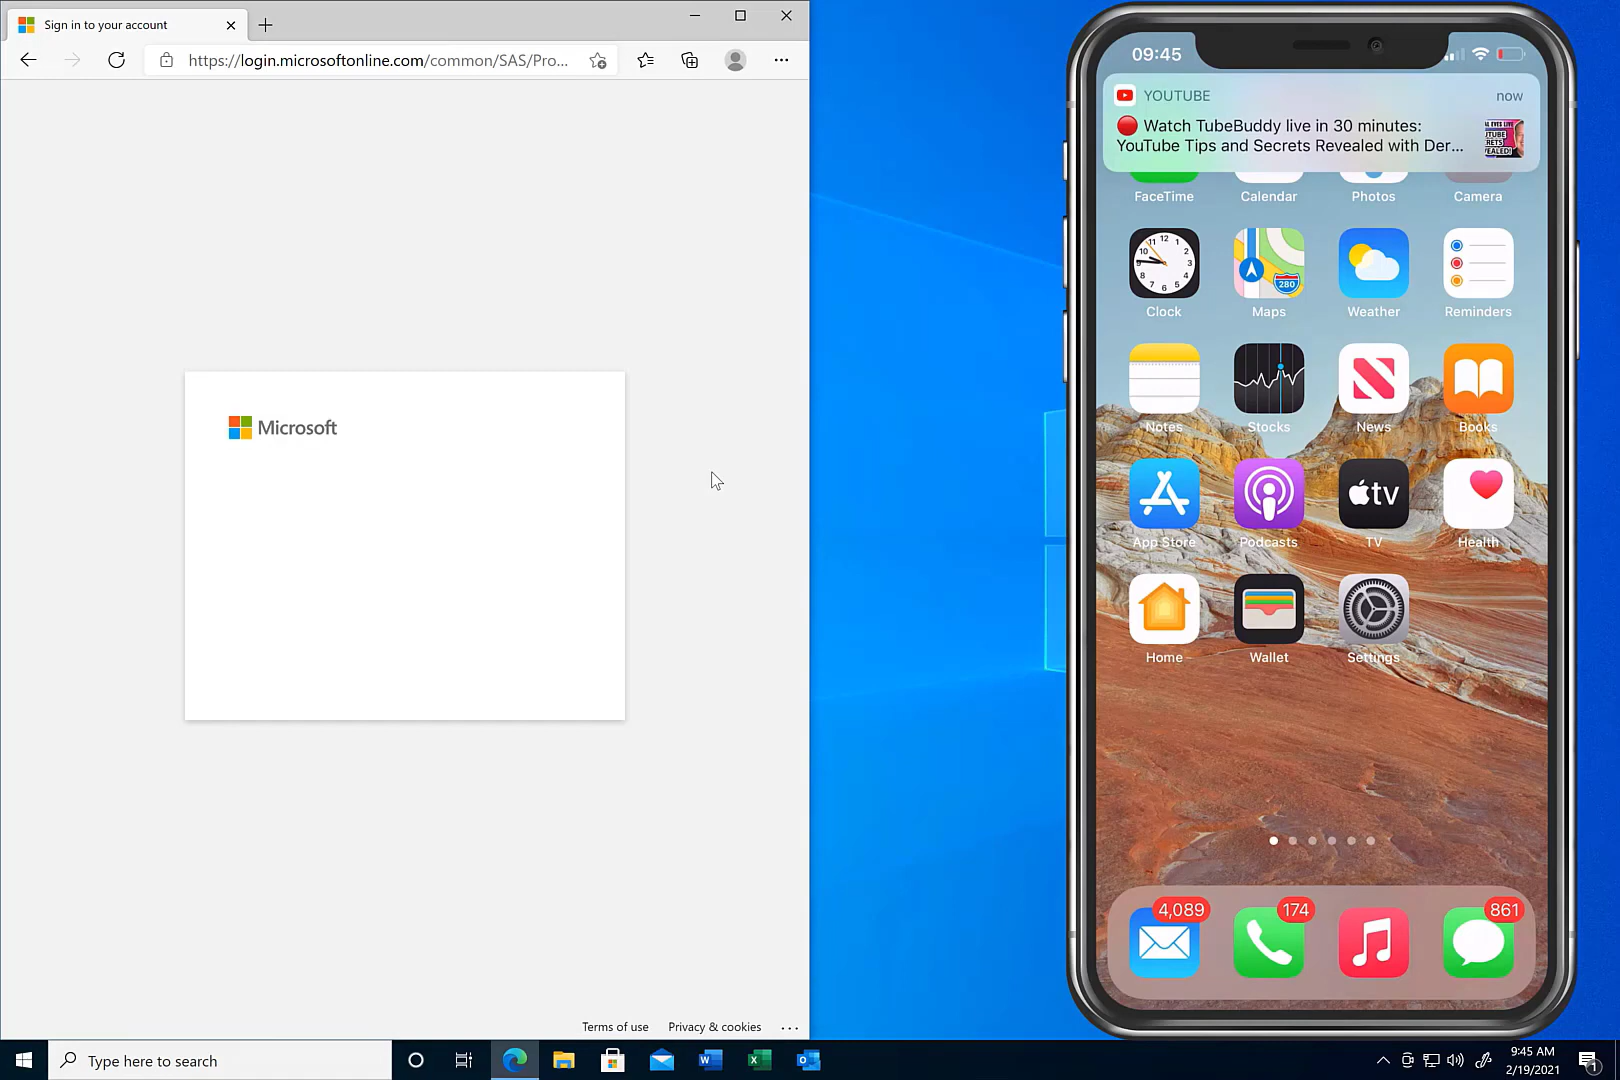 Sign in to your account
https://login.microsoftonline.com/common/SAS/Pro...
Microsoft
Terms of use
Privacy & cookies
...
Type here to search
9:45 AM
2/19/2021
1
09:45
YOUTUBE
now
🔴 Watch TubeBuddy live in 30 minutes:
YouTube Tips and Secrets Revealed with Der...
FaceTime
Calendar
Photos
Camera
Clock
Maps
Weather
Reminders
280
Notes
Stocks
News
Books
tv
App Store
Podcasts
TV
Health
Home
Wallet
Settings
4,089
174
861